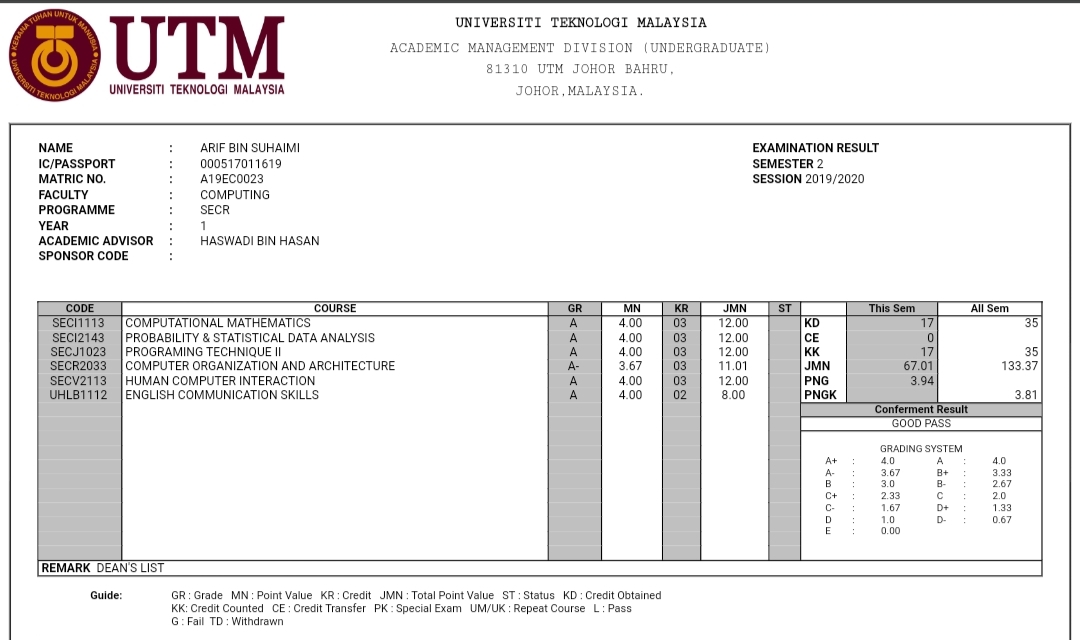 KERANA TUHAN UNTUK MANUSIA
UNIVERSITI TEKNOLOGI MALAYSIA
UTM
UNIVERSITI TEKNOLOGI MALAYSIA
UNIVERSITI TEKNOLOGI MALAYSIA
ACADEMIC MANAGEMENT DIVISION (UNDERGRADUATE)
81310 UTM JOHOR BAHRU,
JOHOR,MALAYSIA.
NAME : ARIF BIN SUHAIMI
IC/PASSPORT : 000517011619
MATRIC NO. : A19EC0023
FACULTY : COMPUTING
PROGRAMME : SECR
YEAR : 1
ACADEMIC ADVISOR : HASWADI BIN HASAN
SPONSOR CODE :
EXAMINATION RESULT
SEMESTER 2
SESSION 2019/2020
CODE COURSE GR MN KR JMN ST This Sem All Sem
SECI1113 COMPUTATIONAL MATHEMATICS A 4.00 03 12.00 KD 17 35
SECI2143 PROBABILITY & STATISTICAL DATA ANALYSIS A 4.00 03 12.00 CE 0
SECJ1023 PROGRAMING TECHNIQUE II A 4.00 03 12.00 KK 17 35
SECR2033 COMPUTER ORGANIZATION AND ARCHITECTURE A- 3.67 03 11.01 JMN 67.01 133.37
SECV2113 HUMAN COMPUTER INTERACTION A 4.00 03 12.00 PNG 3.94
UHLB1112 ENGLISH COMMUNICATION SKILLS A 4.00 02 8.00 PNGK 3.81
Conferment Result
GOOD PASS
GRADING SYSTEM
A+ : 4.0 A : 4.0
A- : 3.67 B+ : 3.33
B : 3.0 B- : 2.67
C+ : 2.33 C : 2.0
C- : 1.67 D+ : 1.33
D : 1.0 D- : 0.67
E : 0.00
REMARK DEAN'S LIST
Guide: GR : Grade MN : Point Value KR : Credit JMN : Total Point Value ST : Status KD : Credit Obtained
KK: Credit Counted CE : Credit Transfer PK : Special Exam UM/UK : Repeat Course L : Pass
G : Fail TD : Withdrawn